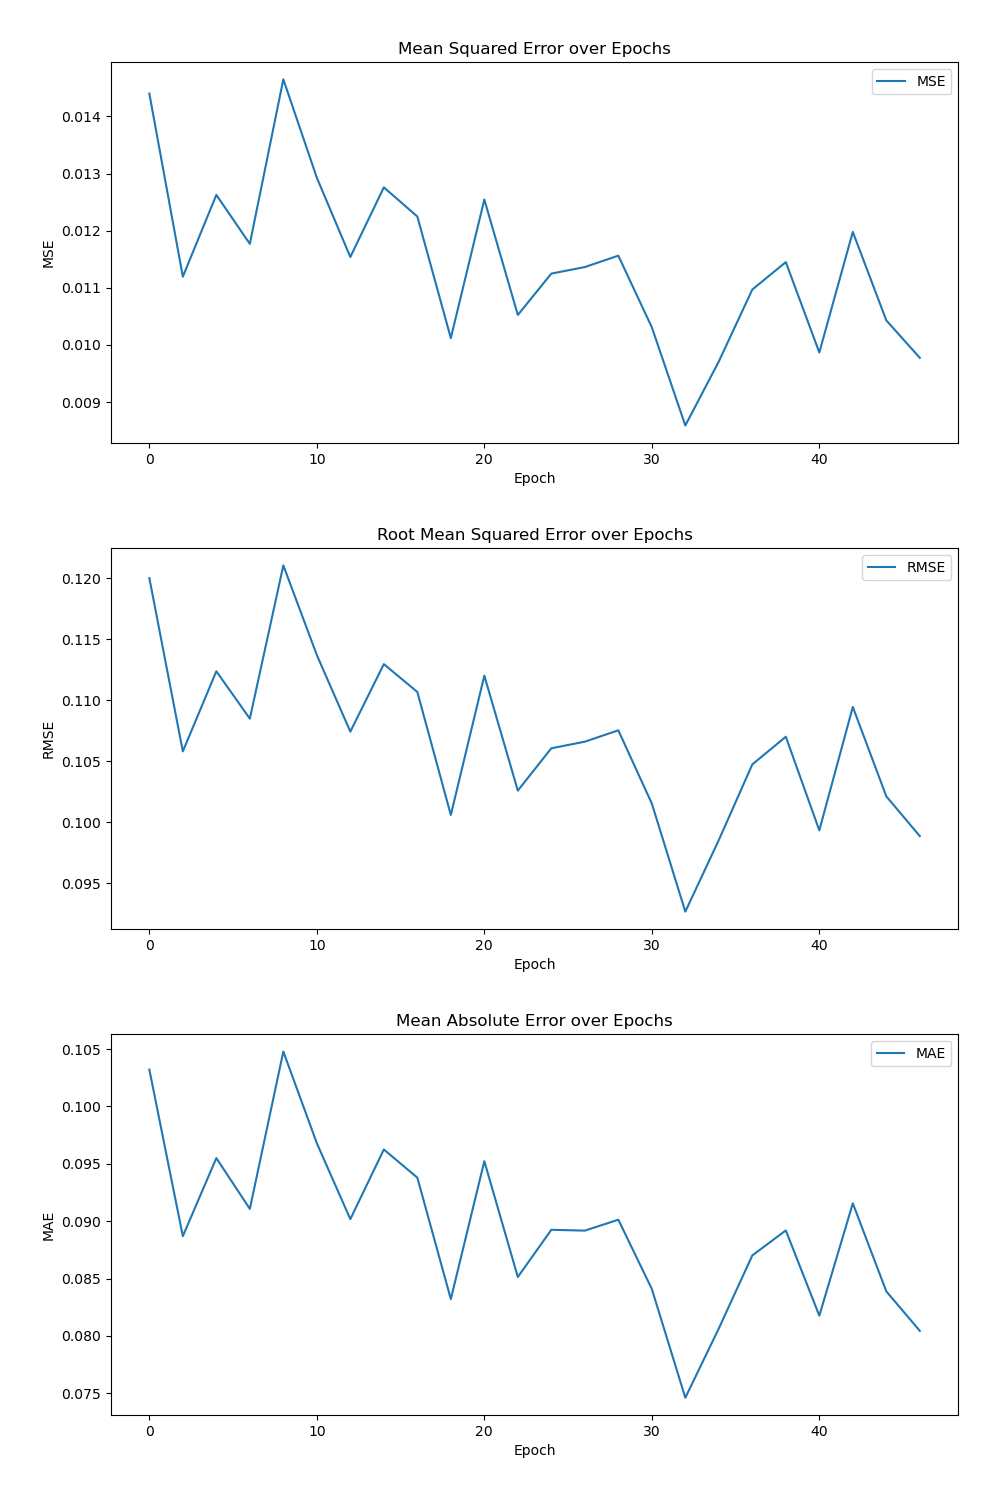 Mean Squared Error over Epochs
MSE
0.014
0.013
0.012
0.011
0.010
0.009
MSE
0 10 20 30 40
Epoch
Root Mean Squared Error over Epochs
RMSE
0.120
0.115
0.110
0.105
0.100
0.095
RMSE
0 10 20 30 40
Epoch
Mean Absolute Error over Epochs
MAE
0.105
0.100
0.095
0.090
0.085
0.080
0.075
MAE
0 10 20 30 40
Epoch